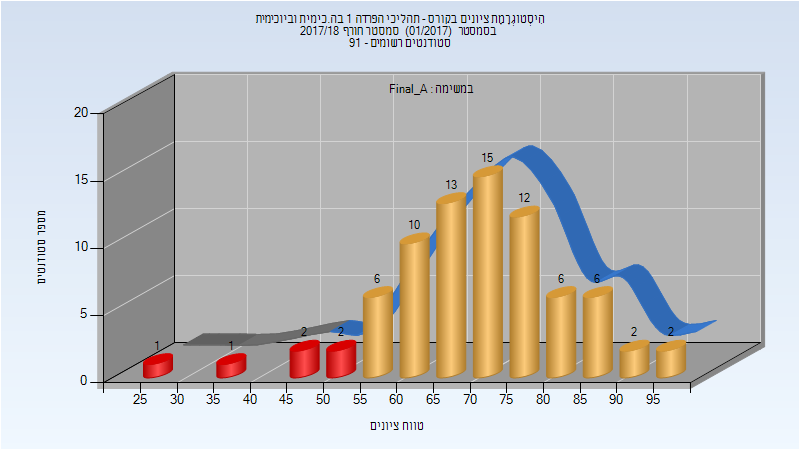 היסטוגרמת ציונים בקורס - תהליכי הפרדה 1 בה.כימית וביוכימית
בסמסטר (01/2017) סמסטר חורף 2017/18
סטודנטים רשומים - 91
במשימה : Final_A
מספר סטודנטים
20
15
10
5
0
1
1
2
2
6
10
13
15
12
6
6
2
2
25 30 35 40 45 50 55 60 65 70 75 80 85 90 95
טווח ציונים